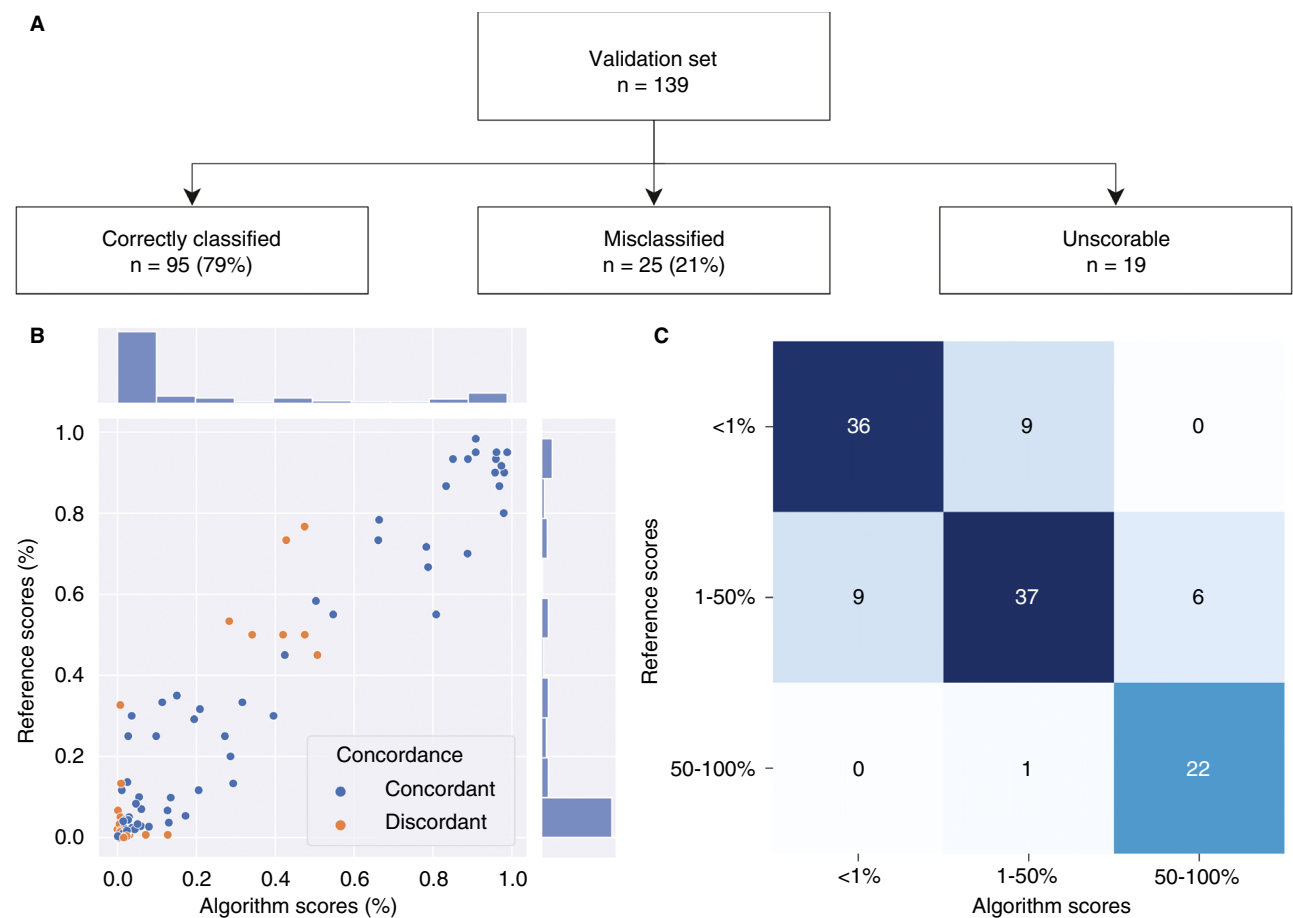 A
Validation set
n = 139
Correctly classified
n = 95 (79%)
Misclassified
n = 25 (21%)
Unscorable
n = 19
B
1.0
0.8
0.6
0.4
0.2
0.0
Reference scores (%)
Concordance
Concordant
Discordant
0.0 0.2 0.4 0.6 0.8 1.0
Algorithm scores (%)
C
Reference scores
<1% 36 9 0
1-50% 9 37 6
50-100% 0 1 22
<1% 1-50% 50-100%
Algorithm scores